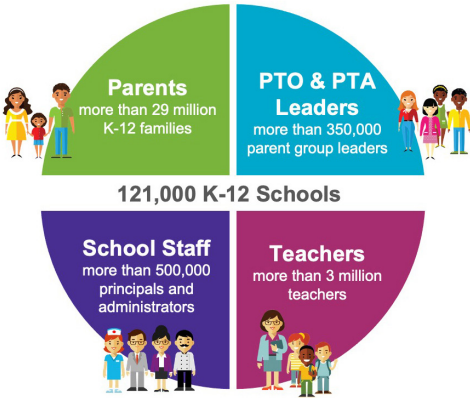 Parents
more than 29 million
K-12 families
PTO & PTA
Leaders
more than 350,000
parent group leaders
121,000 K-12 Schools
School Staff
more than 500,000
principals and
administrators
Teachers
more than 3 million
teachers